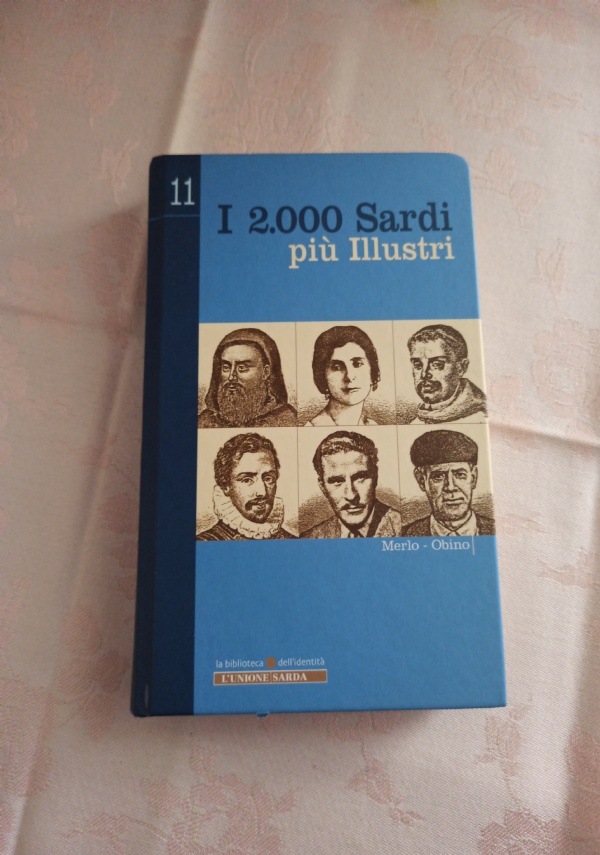 11
I 2.000 Sardi
più Illustri
Merlo - Obino
la biblioteca dell'identità
L'UNIONE SARDA